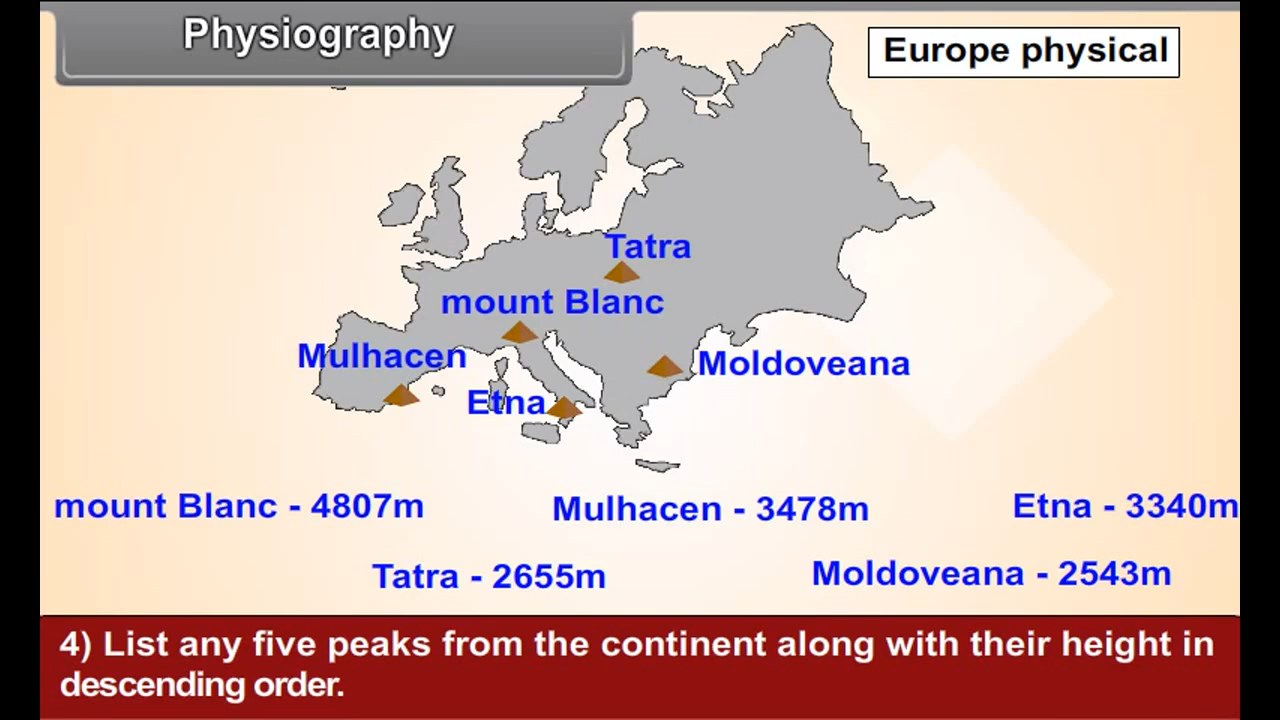 Physiography
Europe physical
Tatra
mount Blanc
Mulhacen
Moldoveana
Etna
mount Blanc - 4807m
Mulhacen - 3478m
Etna - 3340m
Tatra - 2655m
Moldoveana - 2543m
4) List any five peaks from the continent along with their height in
descending order.